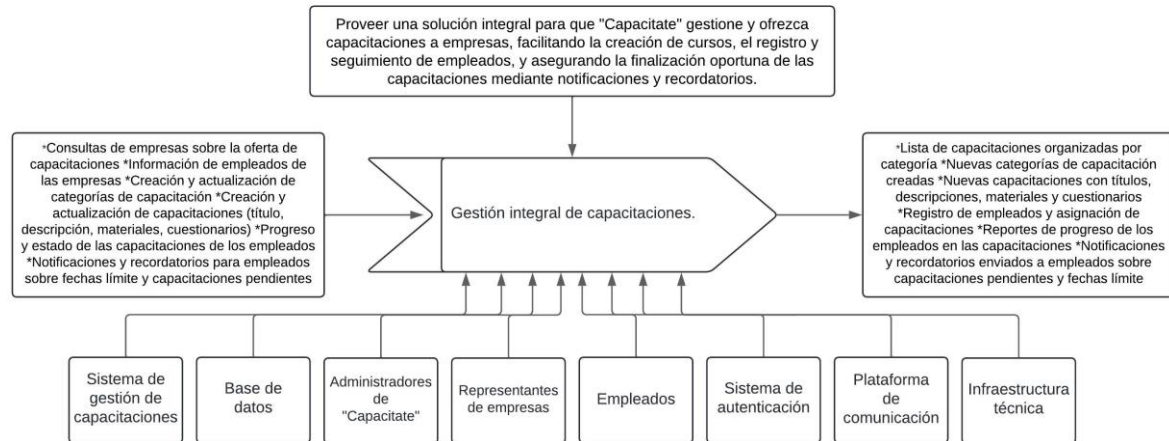 Proveer una solución integral para que "Capacitate" gestione y ofrezca
capacitaciones a empresas, facilitando la creación de cursos, el registro y
seguimiento de empleados, y asegurando la finalización oportuna de las
capacitaciones mediante notificaciones y recordatorios.
*Consultas de empresas sobre la oferta de
capacitaciones *Información de empleados de
las empresas *Creación y actualización de
categorías de capacitación *Creación y
actualización de capacitaciones (título,
descripción, materiales, cuestionarios) *Progreso
y estado de las capacitaciones de los empleados
*Notificaciones y recordatorios para empleados
sobre fechas límite y capacitaciones pendientes
Gestión integral de capacitaciones.
*Lista de capacitaciones organizadas por
categoría *Nuevas categorías de capacitación
creadas *Nuevas capacitaciones con títulos,
descripciones, materiales y cuestionarios
*Registro de empleados y asignación de
capacitaciones *Reportes de progreso de los
empleados en las capacitaciones *Notificaciones
y recordatorios enviados a empleados sobre
capacitaciones pendientes y fechas límite
Sistema de
gestión de
capacitaciones
Base de
datos
Administradores
de
"Capacitate"
Representantes
de empresas
Empleados
Sistema de
autenticación
Plataforma
de
comunicación
Infraestructura
técnica